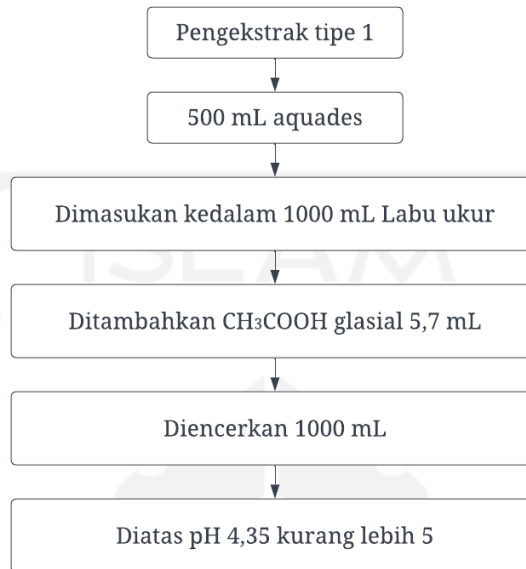 Pengekstrak tipe 1
500 mL aquades
Dimasukan kedalam 1000 mL Labu ukur
ISLAM
Ditambahkan CH₃COOH glasial 5,7 mL
Diencerkan 1000 mL
Diatas pH 4,35 kurang lebih 5